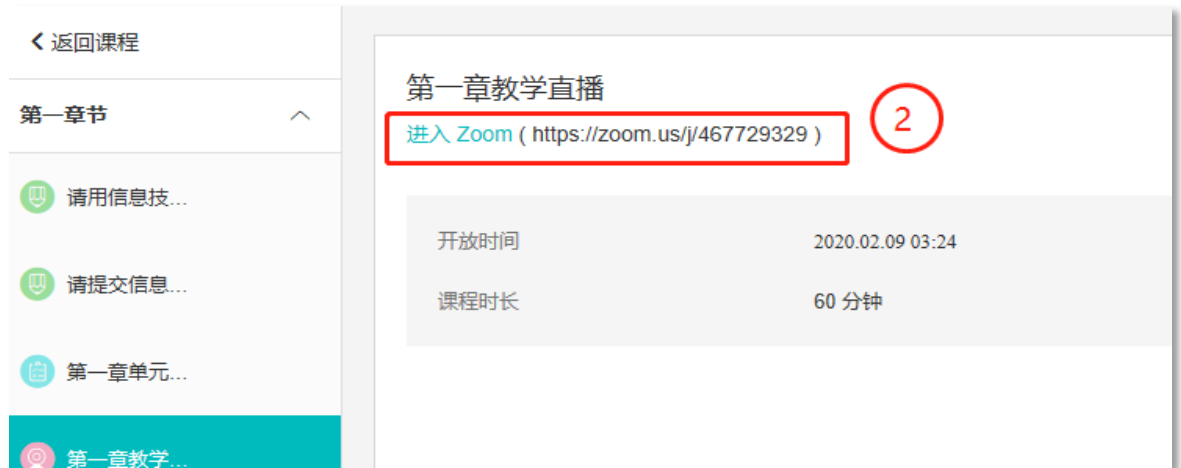 返回课程
第一章节
请用信息技...
请提交信息...
第一章单元...
第一章教学...
第一章教学直播
进入 Zoom ( https://zoom.us/j/467729329 )
2
开放时间 2020.02.09 03:24
课程时长 60 分钟